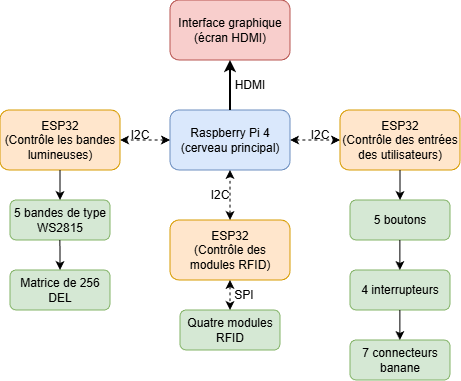 Interface graphique
(écran HDMI)
HDMI
ESP32
(Contrôle les bandes
lumineuses)
I2C
Raspberry Pi 4
(cerveau principal)
I2C
ESP32
(Contrôle des entrées
des utilisateurs)
I2C
5 bandes de type
WS2815
ESP32
(Contrôle des
modules RFID)
5 boutons
Matrice de 256
DEL
SPI
4 interrupteurs
Quatre modules
RFID
7 connecteurs
banane